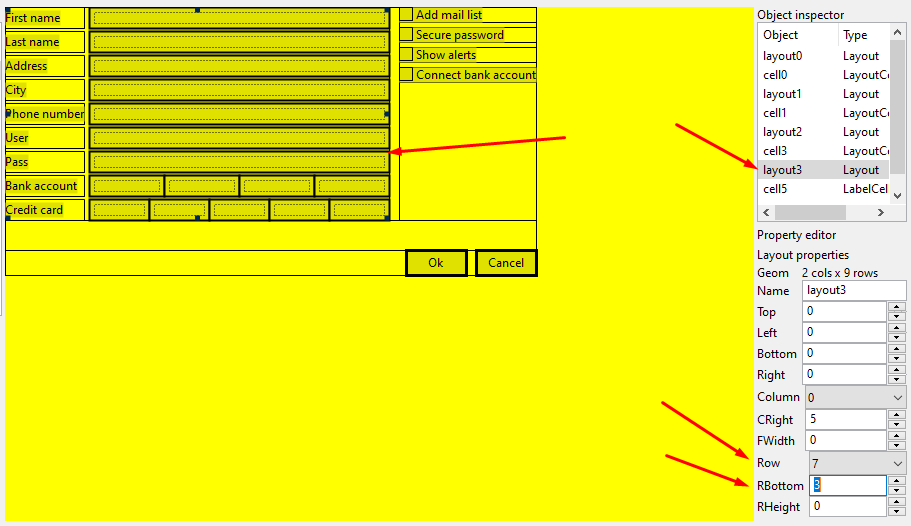 First name
Last name
Address
City
Phone number
User
Pass
Bank account
Credit card
Add mail list
Secure password
Show alerts
Connect bank account
Ok Cancel
Object inspector
Object Type
layout0 Layout
cell0 LayoutCe
layout1 Layout
cell1 LayoutCe
layout2 Layout
cell3 LayoutCe
layout3 Layout
cell5 LabelCel
Property editor
Layout properties
Geom 2 cols x 9 rows
Name layout3
Top 0
Left 0
Bottom 0
Right 0
Column 0
CRight 5
FWidth 0
Row 7
RBottom 3
RHeight 0